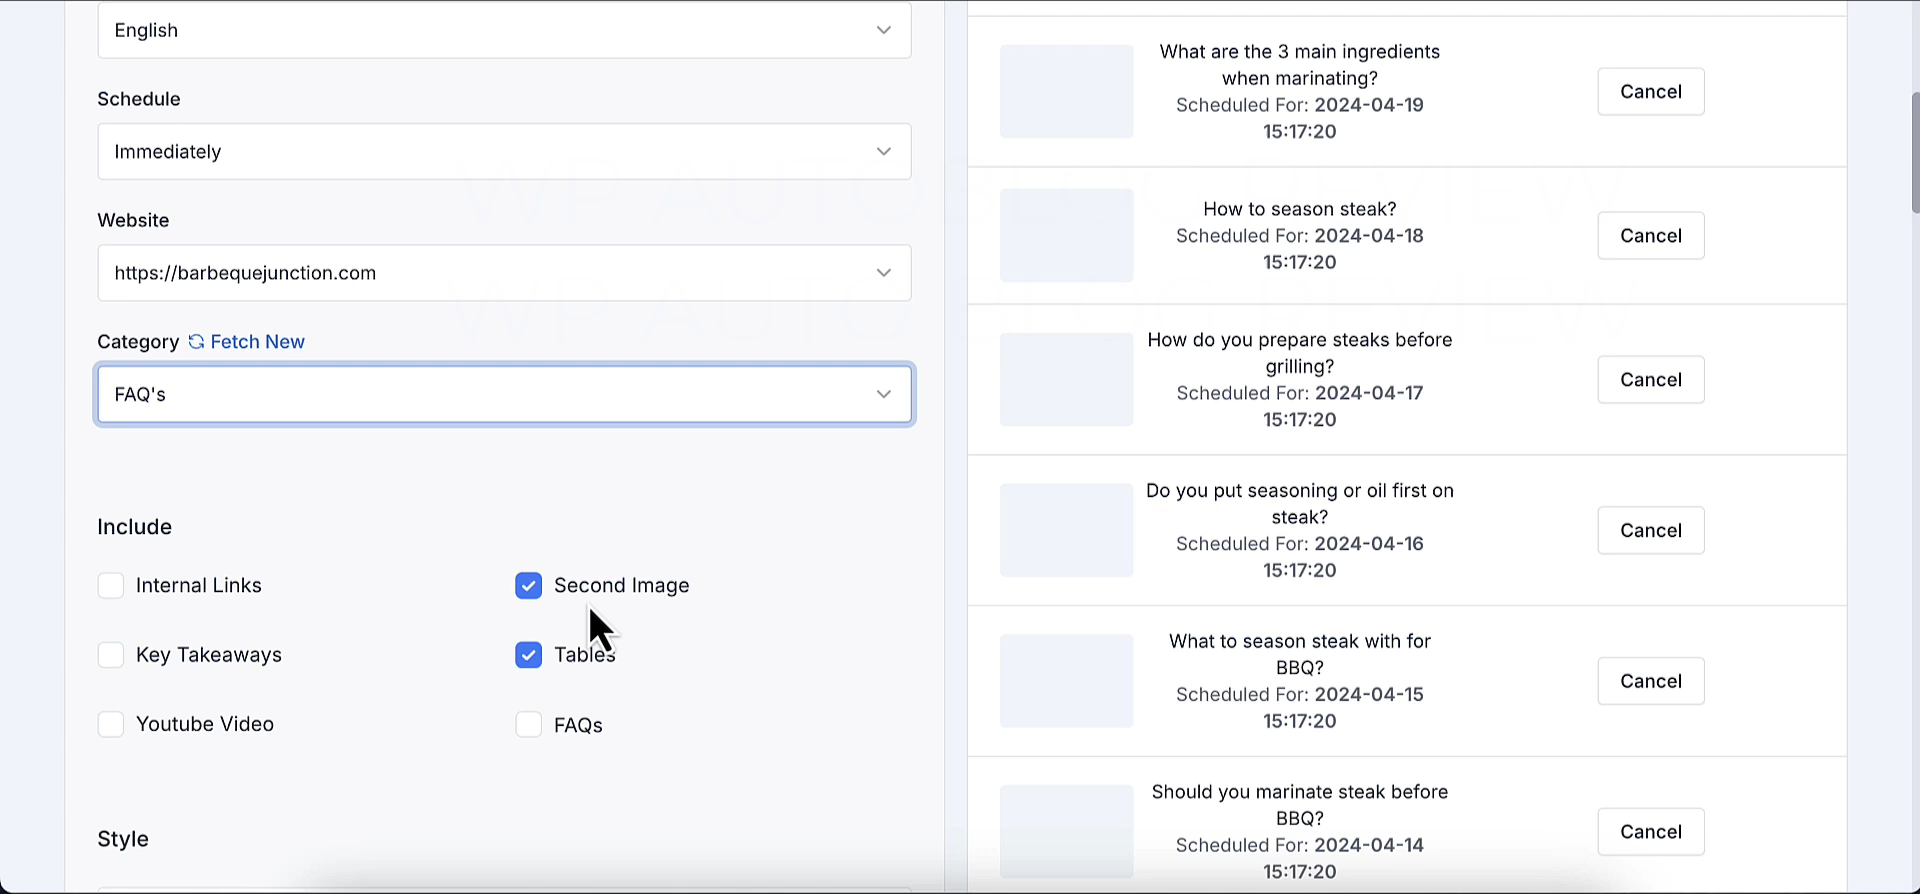 English
Schedule
Immediately
Website
https://barbequejunction.com
Category Fetch New
FAQ's
Include
Internal Links
Second Image
Key Takeaways
Tables
Youtube Video
FAQs
Style
What are the 3 main ingredients
when marinating?
Scheduled For: 2024-04-19
15:17:20
Cancel
How to season steak?
Scheduled For: 2024-04-18
15:17:20
Cancel
How do you prepare steaks before
grilling?
Scheduled For: 2024-04-17
15:17:20
Cancel
Do you put seasoning or oil first on
steak?
Scheduled For: 2024-04-16
15:17:20
Cancel
What to season steak with for
BBQ?
Scheduled For: 2024-04-15
15:17:20
Cancel
Should you marinate steak before
BBQ?
Scheduled For: 2024-04-14
15:17:20
Cancel